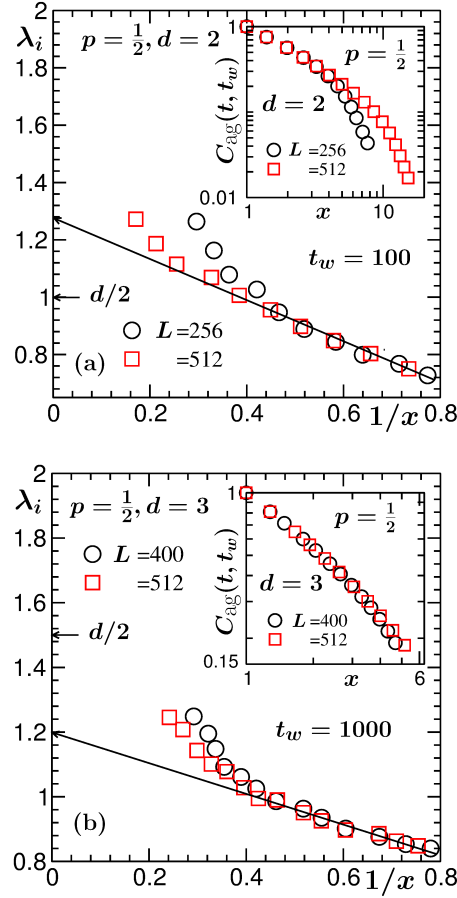 λ_i
p = 1/2, d = 2
2
1.8
1.6
1.4
1.2
1
0.8
d/2
L =256
=512
(a)
t_w = 100
0
0.2
0.4
0.6
1/x
0.8
C_ag(t, t_w)
1
0.01
p = 1/2
d = 2
L =256
=512
1
x
10
λ_i
p = 1/2, d = 3
2
1.8
1.6
1.4
1.2
1
0.8
L =400
=512
d/2
(b)
t_w = 1000
0
0.2
0.4
0.6
1/x
0.8
C_ag(t, t_w)
1
0.15
p = 1/2
d = 3
L =400
=512
1
x
6